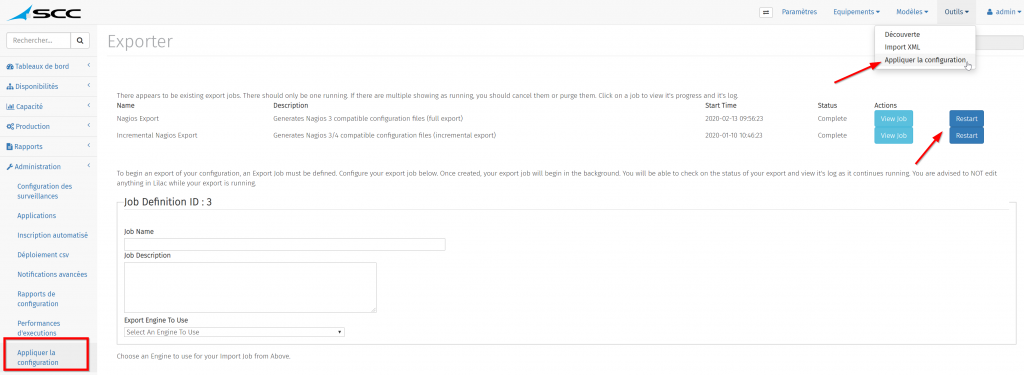 SCC
Paramètres
Equipements
Modèles
Outils
admin
Rechercher...
Exporter
Découverte
Import XML
Appliquer la configuration
Tableaux de bord
Disponibilités
Capacité
Production
Rapports
Administration
Configuration des
surveillances
Applications
Inscription automatisé
Déploiement csv
Notifications avancées
Rapports de
configuration
Performances
d'executions
Appliquer la
configuration
There appears to be existing export jobs. There should only be one running. If there are multiple showing as running, you should cancel them or purge them. Click on a job to view it's progress and it's log.
Name Description Start Time Status Actions
Nagios Export Generates Nagios 3 compatible configuration files (full export) 2020-02-13 09:56:23 Complete View Job Restart
Incremental Nagios Export Generates Nagios 3/4 compatible configuration files (incremental export) 2020-01-10 10:46:23 Complete View Job Restart
To begin an export of your configuration, an Export Job must be defined. Configure your export job below. Once created, your export job will begin in the background. You will be able to check on the status of your export and view it's log as it continues running. You are advised to NOT edit
anything in Lilac while your export is running.
Job Definition ID : 3
Job Name
Job Description
Export Engine To Use
Select An Engine To Use
Choose an Engine to use for your Import Job from Above.